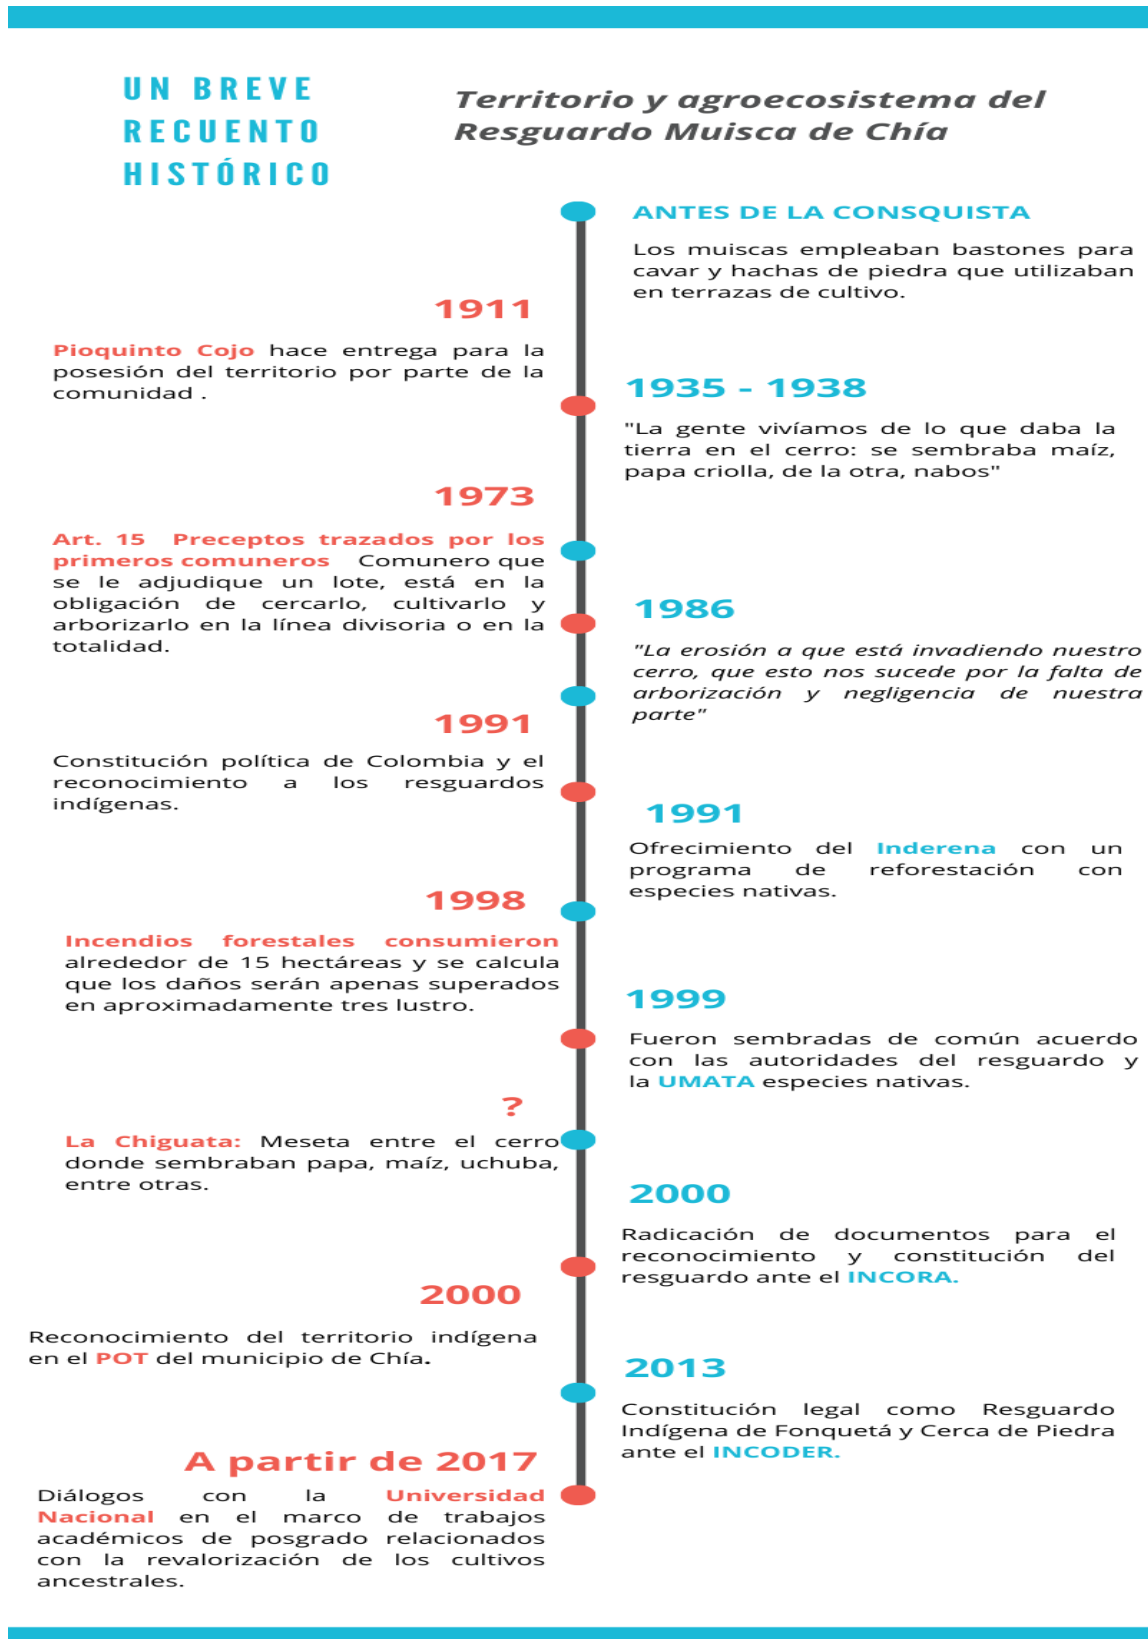 UN BREVE
RECUENTO
HISTÓRICO
Territorio y agroecosistema del
Resguardo Muisca de Chía
ANTES DE LA CONSQUISTA
Los muiscas empleaban bastones para
cavar y hachas de piedra que utilizaban
en terrazas de cultivo.
1911
Pioquinto Cojo hace entrega para la
posesión del territorio por parte de la
comunidad .
1935 - 1938
"La gente vivíamos de lo que daba la
tierra en el cerro: se sembraba maíz,
papa criolla, de la otra, nabos"
1973
Art. 15 Preceptos trazados por los
primeros comuneros Comunero que
se le adjudique un lote, está en la
obligación de cercarlo, cultivarlo y
arborizarlo en la línea divisoria o en la
totalidad.
1986
"La erosión a que está invadiendo nuestro
cerro, que esto nos sucede por la falta de
arborización y negligencia de nuestra
parte"
1991
Constitución política de Colombia y el
reconocimiento a los resguardos
indígenas.
1991
Ofrecimiento del Inderena con un
programa de reforestación con
especies nativas.
1998
Incendios forestales consumieron
alrededor de 15 hectáreas y se calcula
que los daños serán apenas superados
en aproximadamente tres lustro.
1999
Fueron sembradas de común acuerdo
con las autoridades del resguardo y
la UMATA especies nativas.
?
La Chiguata: Meseta entre el cerro
donde sembraban papa, maíz, uchuba,
entre otras.
2000
Radicación de documentos para el
reconocimiento y constitución del
resguardo ante el INCORA.
2000
Reconocimiento del territorio indígena
en el POT del municipio de Chía.
2013
Constitución legal como Resguardo
Indígena de Fonquetá y Cerca de Piedra
ante el INCODER.
A partir de 2017
Diálogos con la Universidad
Nacional en el marco de trabajos
académicos de posgrado relacionados
con la revalorización de los cultivos
ancestrales.